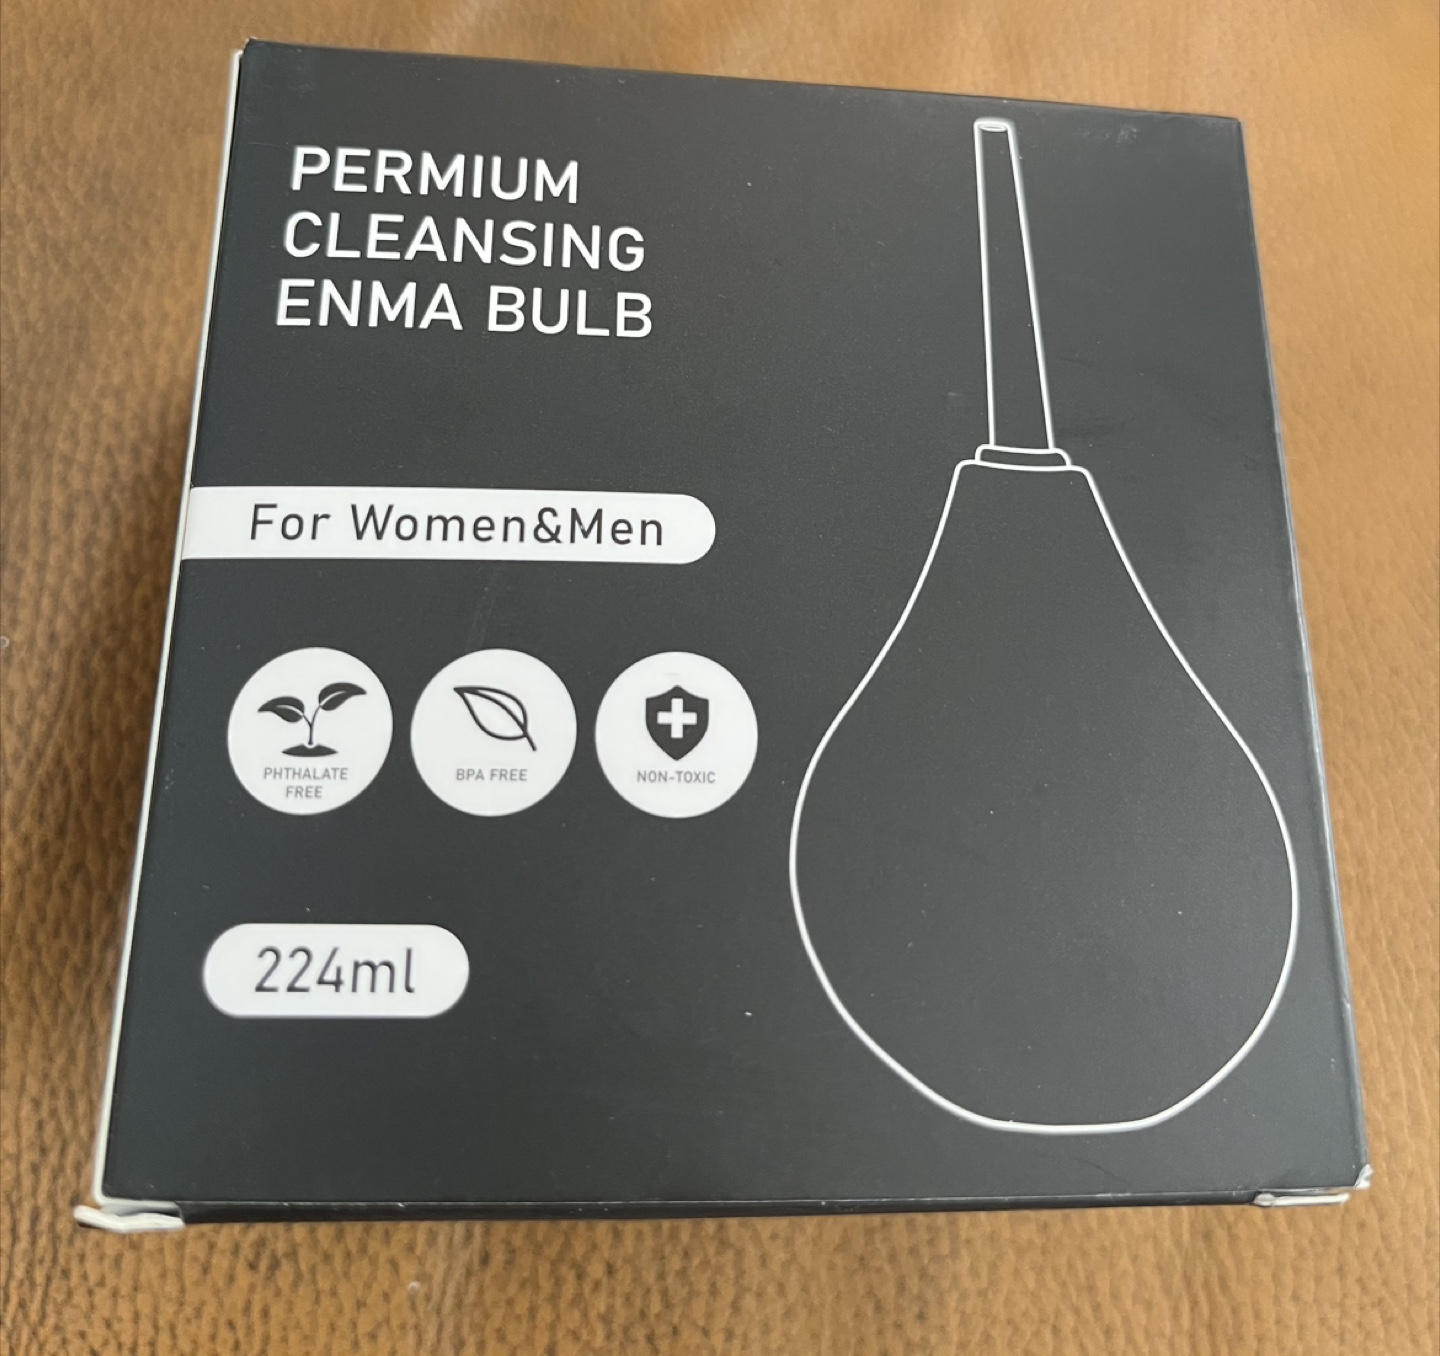 PERMIUM
CLEANSING
ENMA BULB
For Women&Men
PHTHALATE
FREE
BPA FREE
NON-TOXIC
224ml